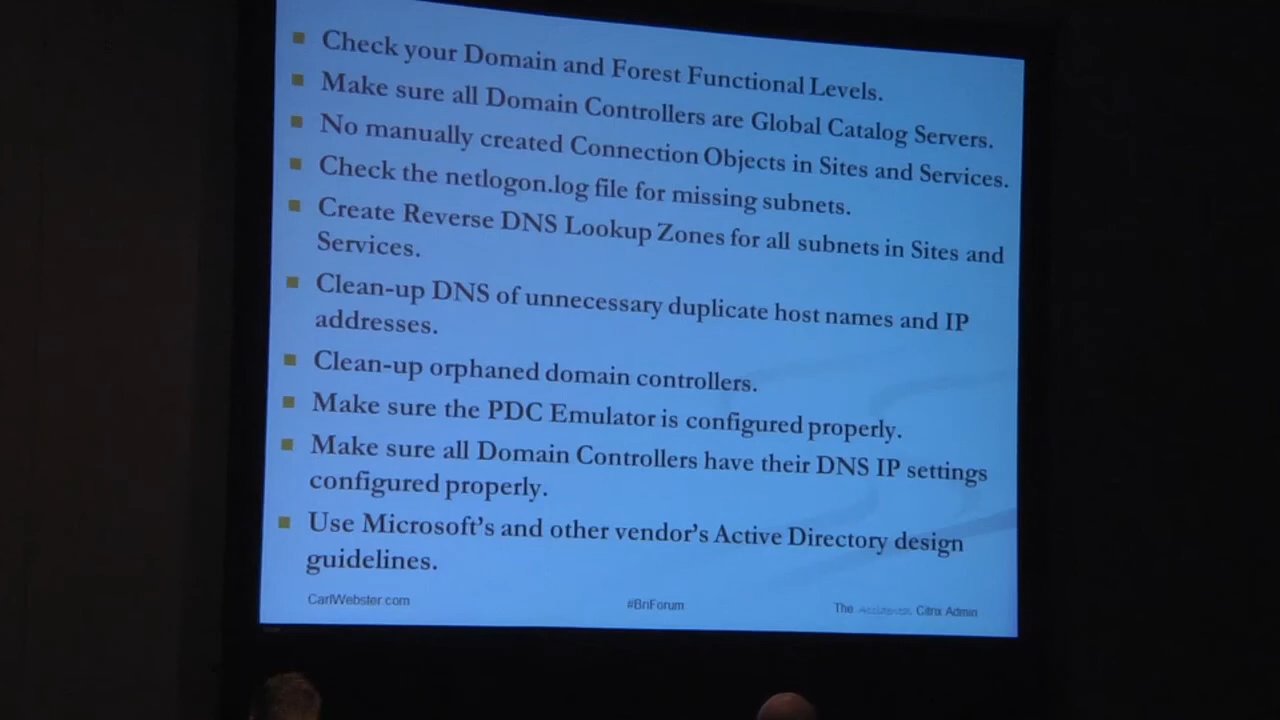 Check your Domain and Forest Functional Levels.
Make sure all Domain Controllers are Global Catalog Servers.
No manually created Connection Objects in Sites and Services.
Check the netlogon.log file for missing subnets.
Create Reverse DNS Lookup Zones for all subnets in Sites and
Services.
Clean-up DNS of unnecessary duplicate host names and IP
addresses.
Clean-up orphaned domain controllers.
Make sure the PDC Emulator is configured properly.
Make sure all Domain Controllers have their DNS IP settings
configured properly.
Use Microsoft's and other vendor's Active Directory design
guidelines.
CarlWebster.com
#BriForum
The Citrix Admin